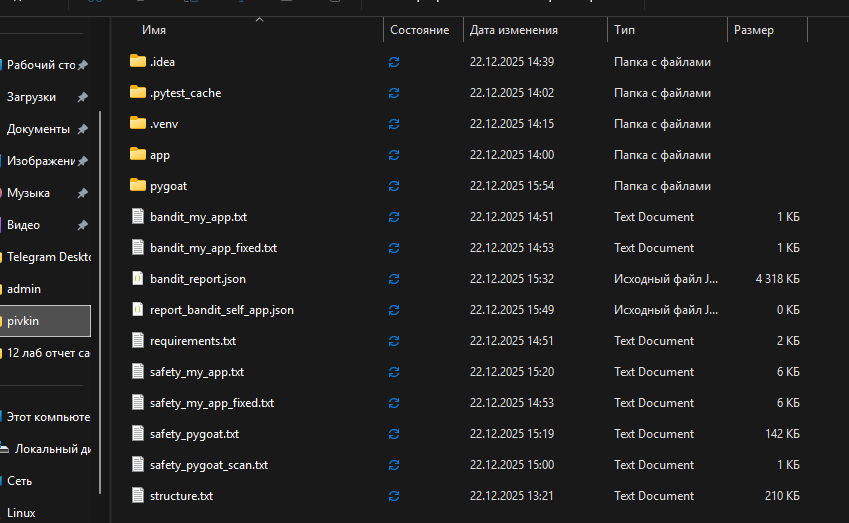 Имя Состояние Дата изменения Тип Размер
.idea 22.12.2025 14:39 Папка с файлами
.pytest_cache 22.12.2025 14:02 Папка с файлами
.venv 22.12.2025 14:15 Папка с файлами
app 22.12.2025 14:00 Папка с файлами
pygoat 22.12.2025 15:54 Папка с файлами
bandit_my_app.txt 22.12.2025 14:51 Text Document 1 КБ
bandit_my_app_fixed.txt 22.12.2025 14:53 Text Document 1 КБ
bandit_report.json 22.12.2025 15:32 Исходный файл J... 4 318 КБ
report_bandit_self_app.json 22.12.2025 15:49 Исходный файл J... 0 КБ
requirements.txt 22.12.2025 14:51 Text Document 2 КБ
safety_my_app.txt 22.12.2025 15:20 Text Document 6 КБ
safety_my_app_fixed.txt 22.12.2025 14:53 Text Document 6 КБ
safety_pygoat.txt 22.12.2025 15:19 Text Document 142 КБ
safety_pygoat_scan.txt 22.12.2025 15:00 Text Document 1 КБ
structure.txt 22.12.2025 13:21 Text Document 210 КБ
Рабочий сто
Загрузки
Документы
Изображени
Музыка
Видео
Telegram Deskto
admin
pivkin
12 лаб отчет са
Этот компьюте
Локальный ди
Сеть
Linux